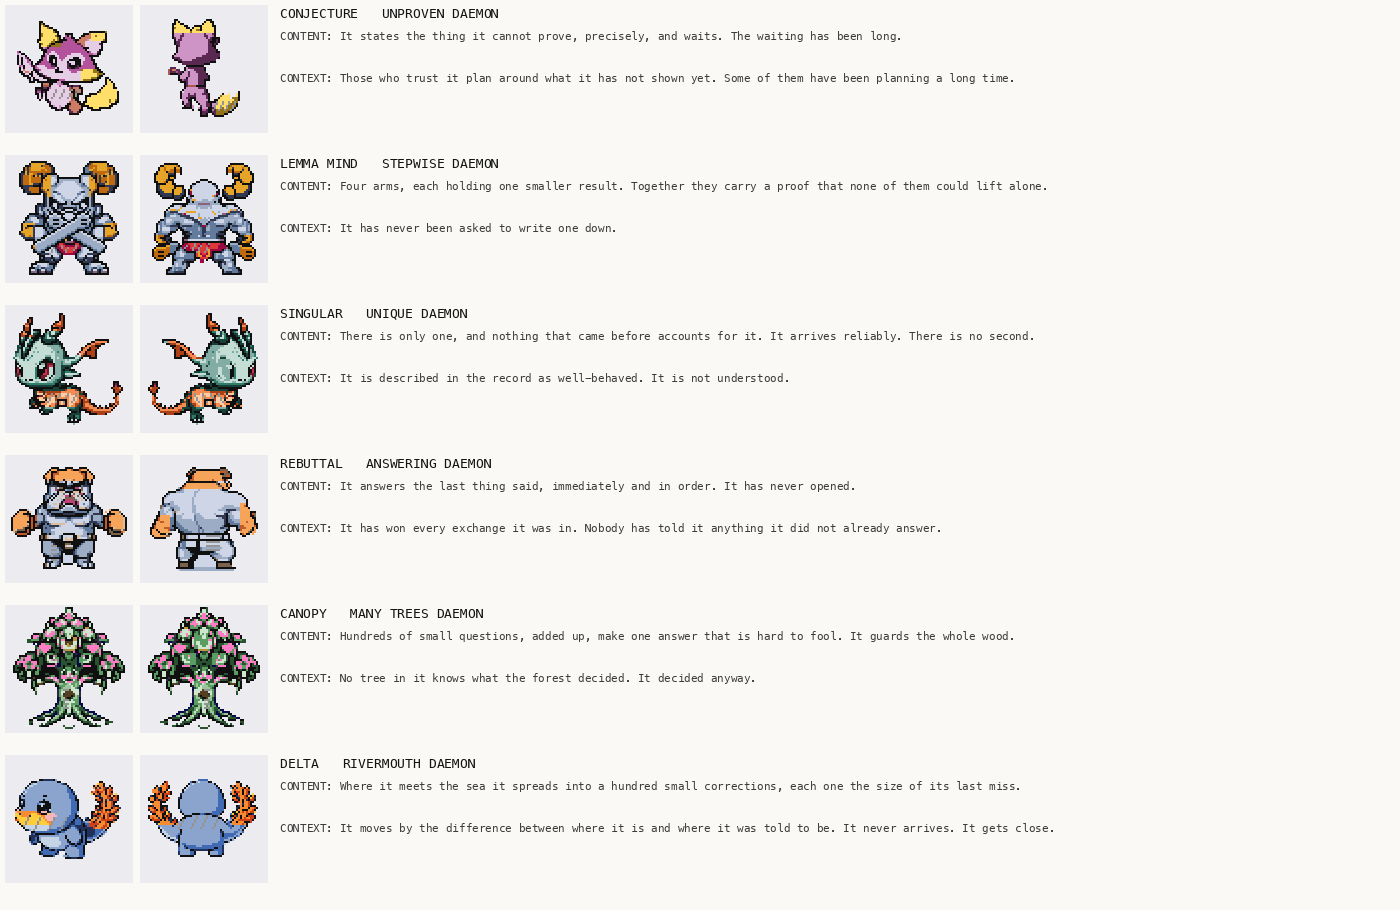 CONJECTURE   UNPROVEN DAEMON
CONTENT: It states the thing it cannot prove, precisely, and waits. The waiting has been long.
CONTEXT: Those who trust it plan around what it has not shown yet. Some of them have been planning a long time.
LEMMA MIND   STEPWISE DAEMON
CONTENT: Four arms, each holding one smaller result. Together they carry a proof that none of them could lift alone.
CONTEXT: It has never been asked to write one down.
SINGULAR   UNIQUE DAEMON
CONTENT: There is only one, and nothing that came before accounts for it. It arrives reliably. There is no second.
CONTEXT: It is described in the record as well—behaved. It is not understood.
REBUTTAL   ANSWERING DAEMON
CONTENT: It answers the last thing said, immediately and in order. It has never opened.
CONTEXT: It has won every exchange it was in. Nobody has told it anything it did not already answer.
CANOPY   MANY TREES DAEMON
CONTENT: Hundreds of small questions, added up, make one answer that is hard to fool. It guards the whole wood.
CONTEXT: No tree in it knows what the forest decided. It decided anyway.
DELTA   RIVERMOUTH DAEMON
CONTENT: Where it meets the sea it spreads into a hundred small corrections, each one the size of its last miss.
CONTEXT: It moves by the difference between where it is and where it was told to be. It never arrives. It gets close.